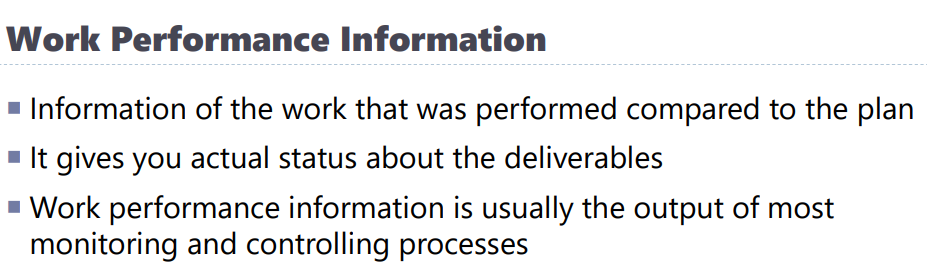 Work Performance Information
Information of the work that was performed compared to the plan
It gives you actual status about the deliverables
Work performance information is usually the output of most
monitoring and controlling processes